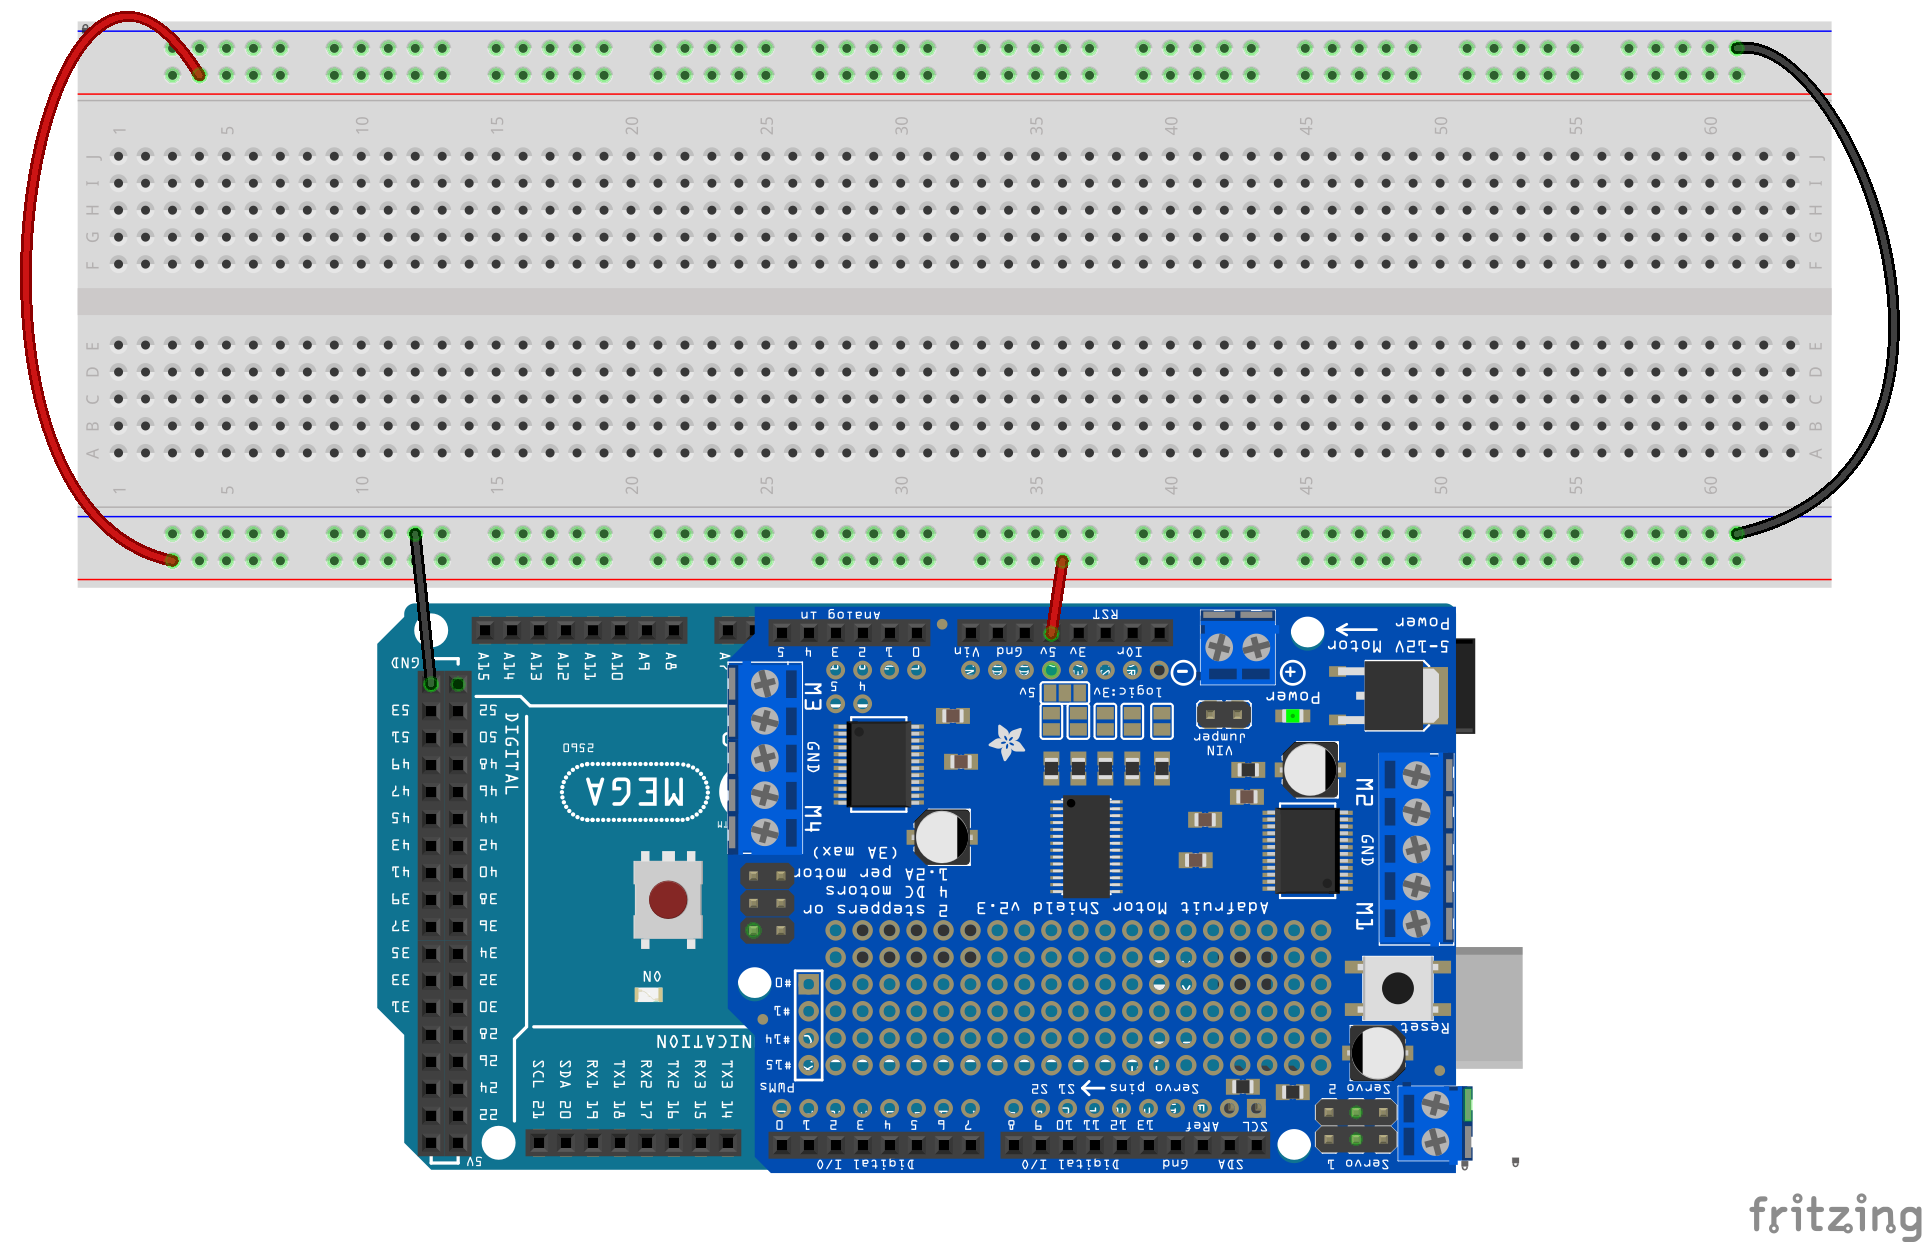 1 5 10 15 20 25 30 35 40 45 50 55 60
J J
I I
H H
G G
F F
E E
D D
C C
B B
A A
1 5 10 15 20 25 30 35 40 45 50 55 60
Analog in
RST
5 4 3 2 1 0
Vin Gnd 5v 3v IOr
Power
5-12V Motor
GND
A15 A14 A13 A12 A11 A10 A9 A8
5 4
5v
3v:logic
Power
VIN
Jumper
M3
GND
M4
M2
GND
M1
53 52
51 50
49 48
47 46
45 44
43 42
41 40
39 38
37 36
35 34
33 32
31 30
28
26
24
22
5V
DIGITAL
2560
MEGA
ON
NICATION
SCL 21
SDA 20
RX1 19
TX1 18
RX2 17
TX2 16
RX3 15
TX3 14
(3A max)
1.2A per motor
4 DC motors
2 steppers or
Adafruit Motor Shield v2.3
#0
#1
#14
#15
PWMs
Reset
Servo pins
S1 S2
Servo 2
0 1 2 3 4 5 6 7
8 9 10 11 12 13 ARef SCL
Digital I/O
Digital I/O
Gnd
SDA
Servo 1
fritzing